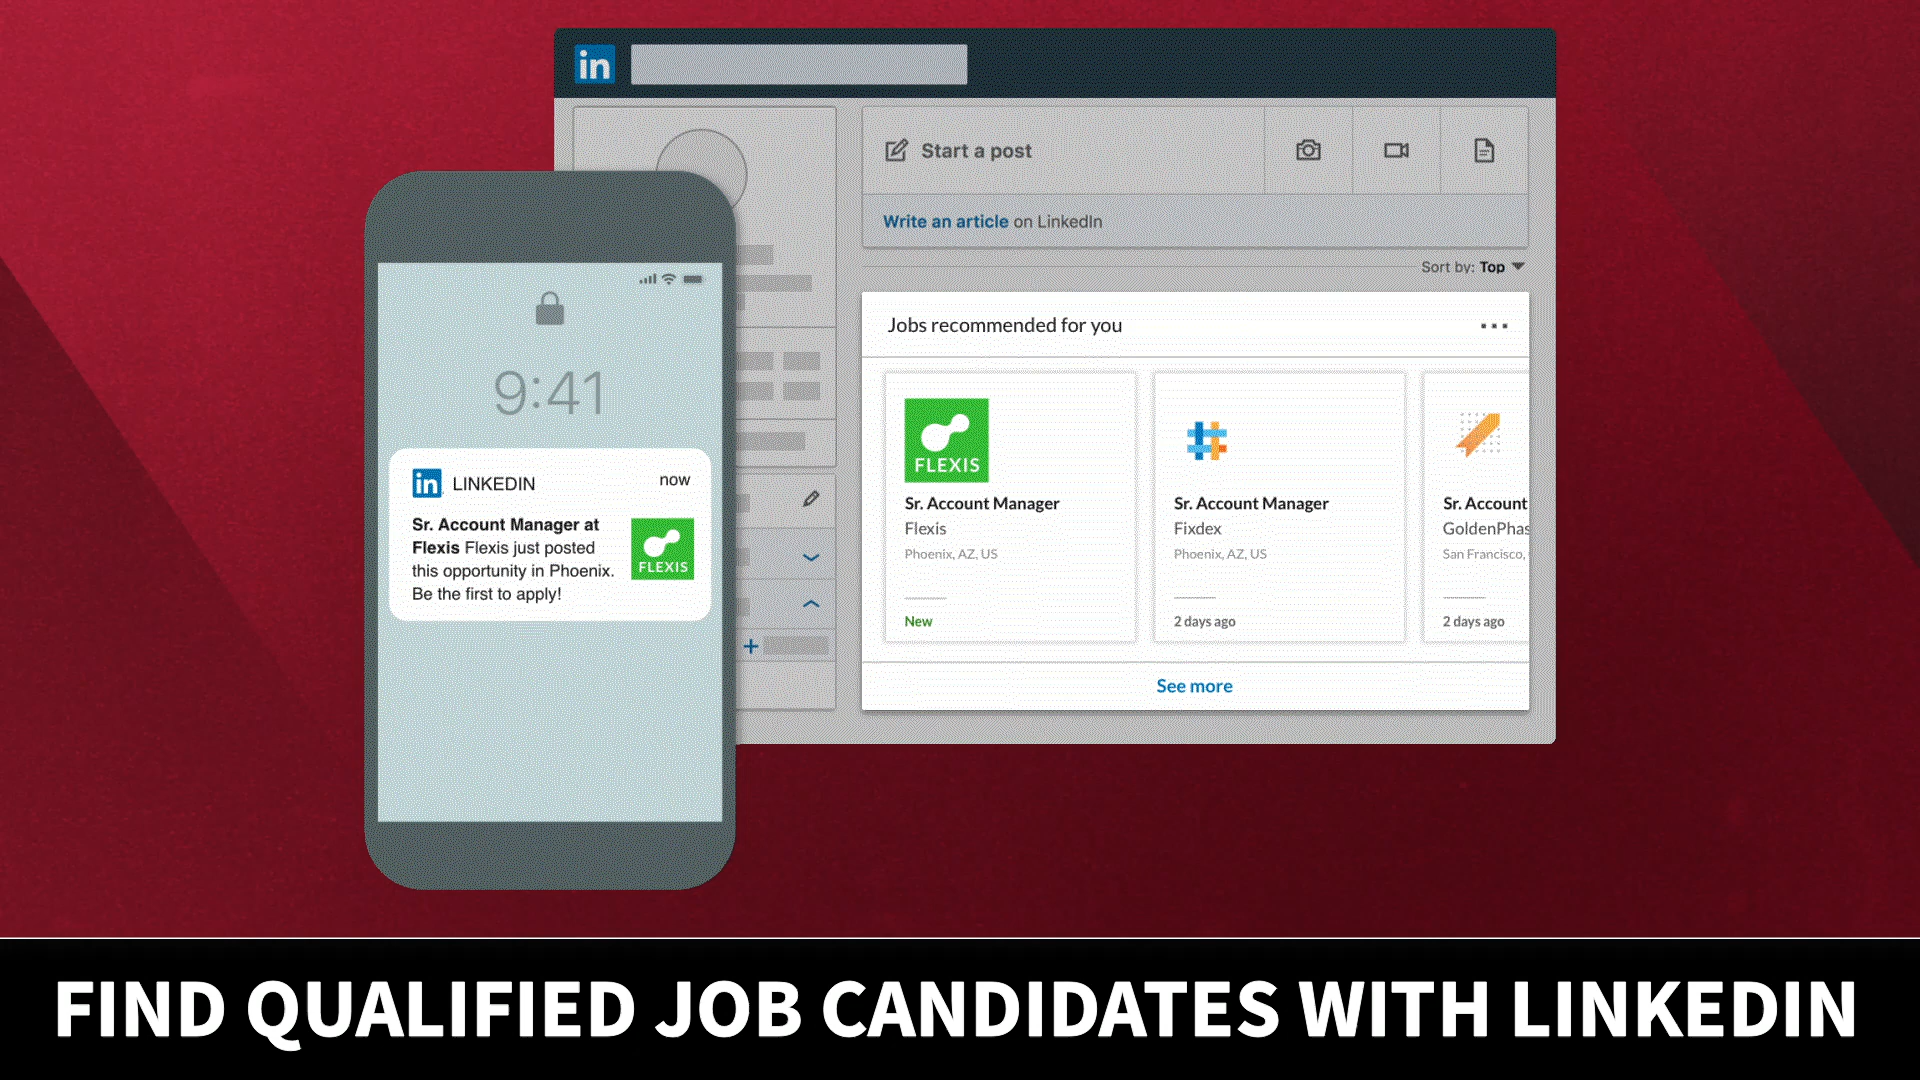 in
Start a post
Write an article on LinkedIn
Sort by: Top
Jobs recommended for you
FLEXIS
Sr. Account Manager
Flexis
Phoenix, AZ, US
New
Sr. Account Manager
Fixdex
Phoenix, AZ, US
2 days ago
Sr. Account
GoldenPhas
San Francisco,
2 days ago
See more
9:41
in LINKEDIN now
Sr. Account Manager at
Flexis Flexis just posted
this opportunity in Phoenix.
Be the first to apply!
FLEXIS
FIND QUALIFIED JOB CANDIDATES WITH LINKEDIN